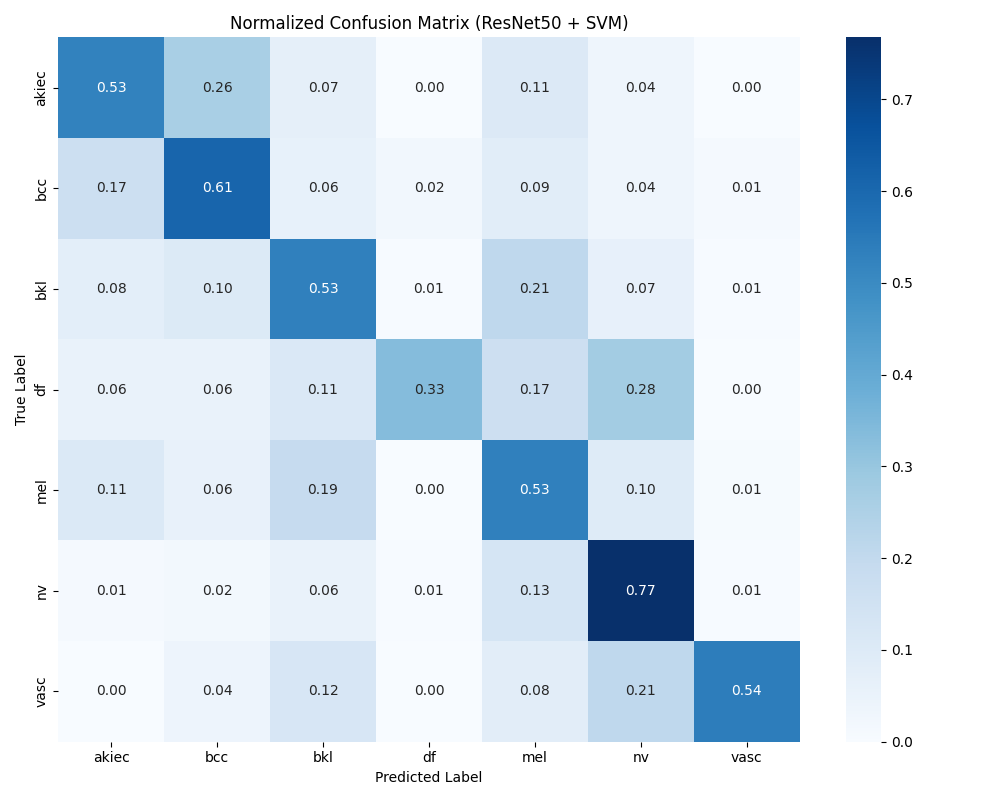 Normalized Confusion Matrix (ResNet50 + SVM)
akiec 0.53 0.26 0.07 0.00 0.11 0.04 0.00
bcc 0.17 0.61 0.06 0.02 0.09 0.04 0.01
bkl 0.08 0.10 0.53 0.01 0.21 0.07 0.01
df 0.06 0.06 0.11 0.33 0.17 0.28 0.00
mel 0.11 0.06 0.19 0.00 0.53 0.10 0.01
nv 0.01 0.02 0.06 0.01 0.13 0.77 0.01
vasc 0.00 0.04 0.12 0.00 0.08 0.21 0.54
akiec bcc bkl df mel nv vasc
Predicted Label
True Label
0.7
0.6
0.5
0.4
0.3
0.2
0.1
0.0